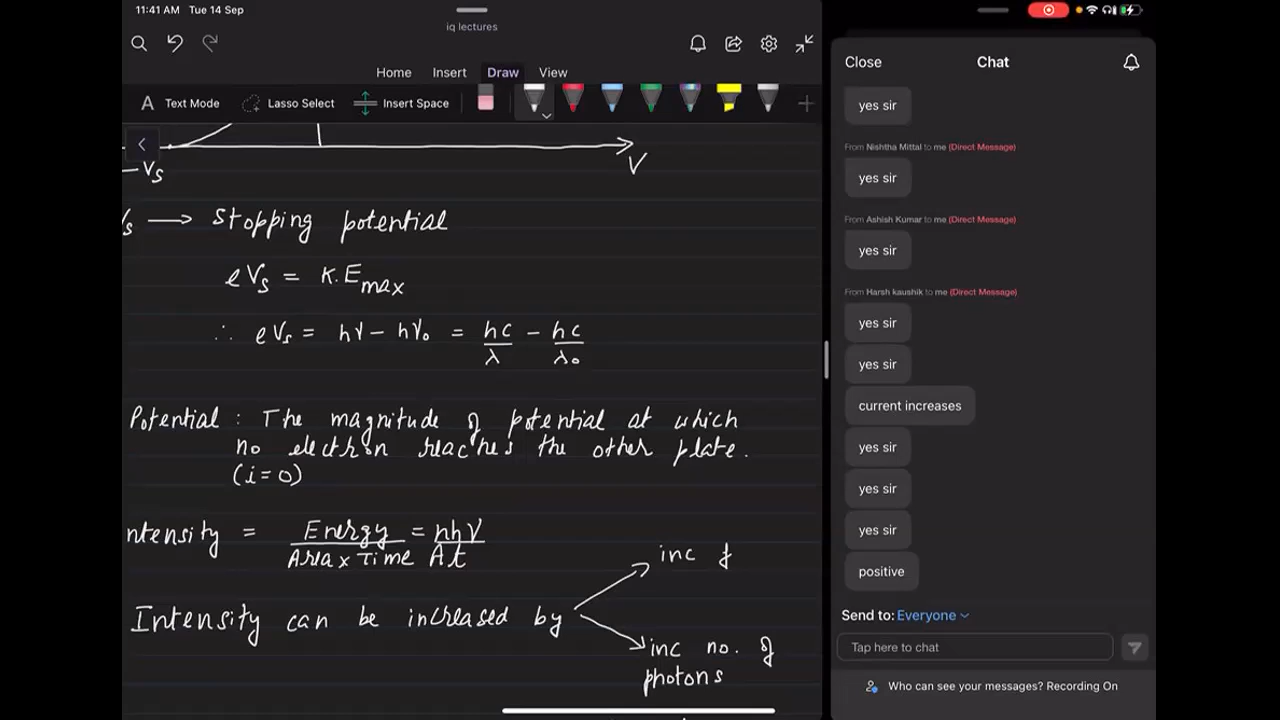 11:41 AM Tue 14 Sep
iq lectures
Home Insert Draw View
A Text Mode Lasso Select Insert Space
V
- Vs
Vs → Stopping potential
eVs = K.Emax
∴ eVs = hν - hν₀ = hc/λ - hc/λ₀
Potential : The magnitude of potential at which
no electron reaches the other plate.
(i=0)
ntensity = Energy/Area x Time = nhν/At
inc f
Intensity can be increased by
inc no. of
photons
Close Chat
yes sir
From Nishtha Mittal to me (Direct Message)
yes sir
From Ashish Kumar to me (Direct Message)
yes sir
From Harsh kaushik to me (Direct Message)
yes sir
yes sir
current increases
yes sir
yes sir
yes sir
positive
Send to: Everyone
Tap here to chat
Who can see your messages? Recording On